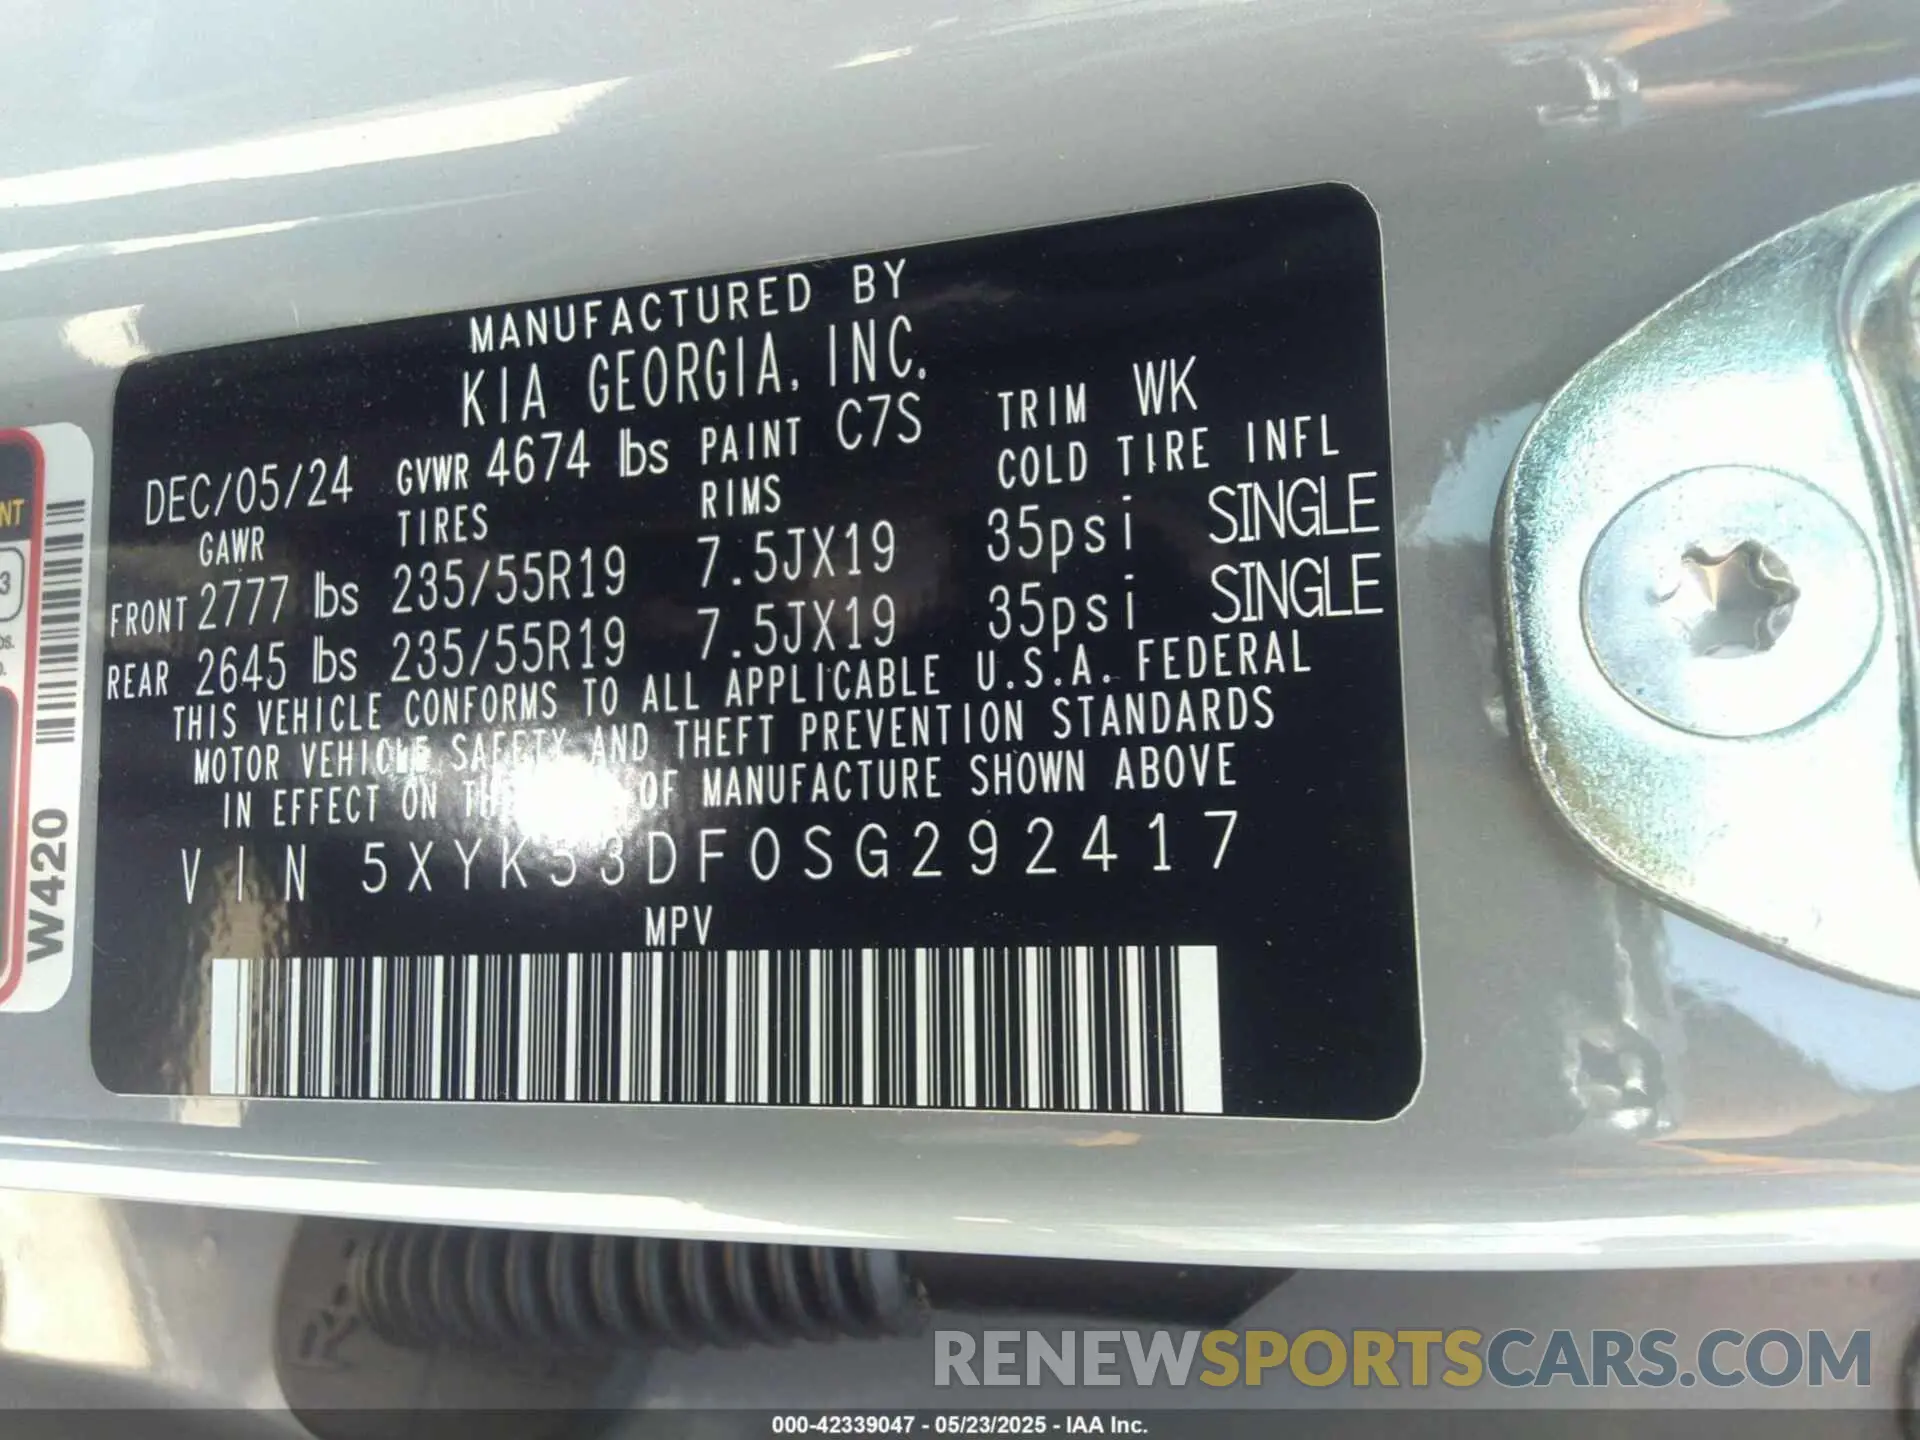 MANUFACTURED BY
KIA GEORGIA, INC.
DEC/05/24 GVWR 4674 lbs PAINT C7S TRIM WK
GAWR TIRES RIMS COLD TIRE INFL
FRONT 2777 lbs 235/55R19 7.5JX19 35psi SINGLE
REAR 2645 lbs 235/55R19 7.5JX19 35psi SINGLE
THIS VEHICLE CONFORMS TO ALL APPLICABLE U.S.A. FEDERAL
MOTOR VEHICLE SAFETY AND THEFT PREVENTION STANDARDS
IN EFFECT ON OF MANUFACTURE SHOWN ABOVE
VIN 5XYK53DF0SG292417
MPV
NT
3
W420
RENEWSPORTSCARS.COM
000-42339047 - 05/23/2025 - IAA Inc.